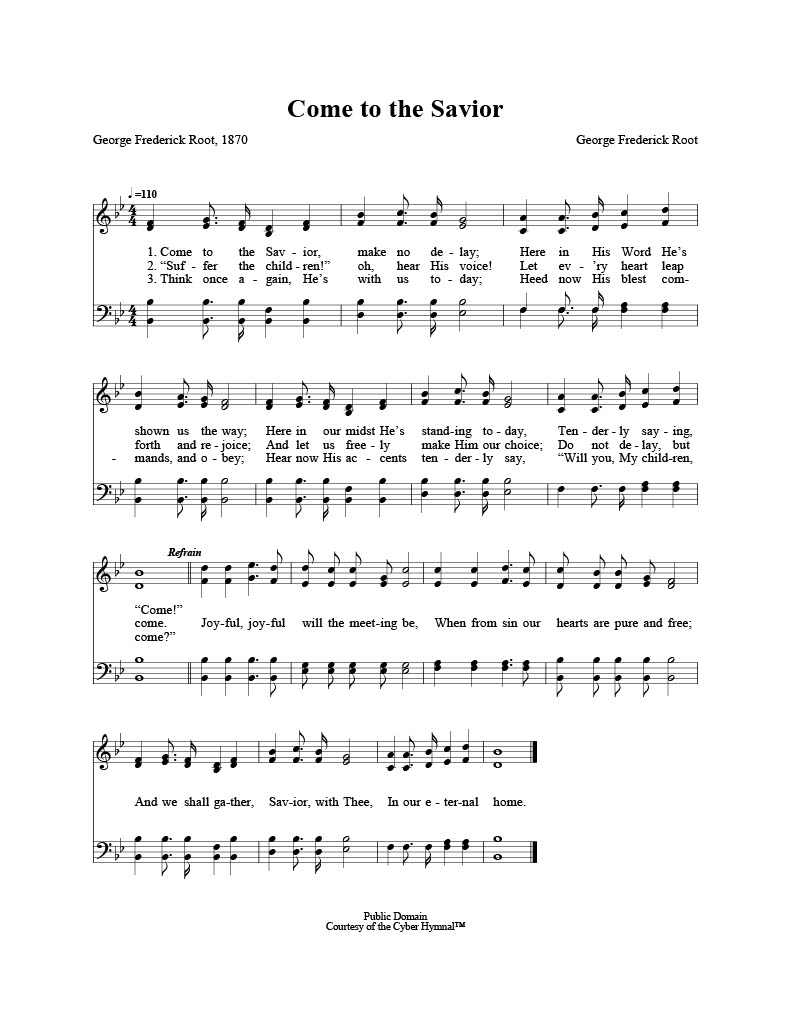 Come to the Savior
George Frederick Root, 1870 George Frederick Root
♩=110
1. Come to the Sav - ior, make no de - lay; Here in His Word He’s
2. “Suf - fer the child - ren!” oh, hear His voice! Let ev - ’ry heart leap
3. Think once a - gain, He’s with us to - day; Heed now His blest com-
shown us the way; Here in our midst He’s stand-ing to-day, Ten-der-ly say-ing,
forth and re-joice; And let us free-ly make Him our choice; Do not de-lay, but
- mands, and o-bey; Hear now His ac - cents ten-der-ly say, “Will you, My child-ren,
Refrain
“Come!”
come. Joy-ful, joy-ful will the meet-ing be, When from sin our hearts are pure and free;
come?”
And we shall ga-ther, Sav-ior, with Thee, In our e-ter-nal home.
Public Domain
Courtesy of the Cyber Hymnal™